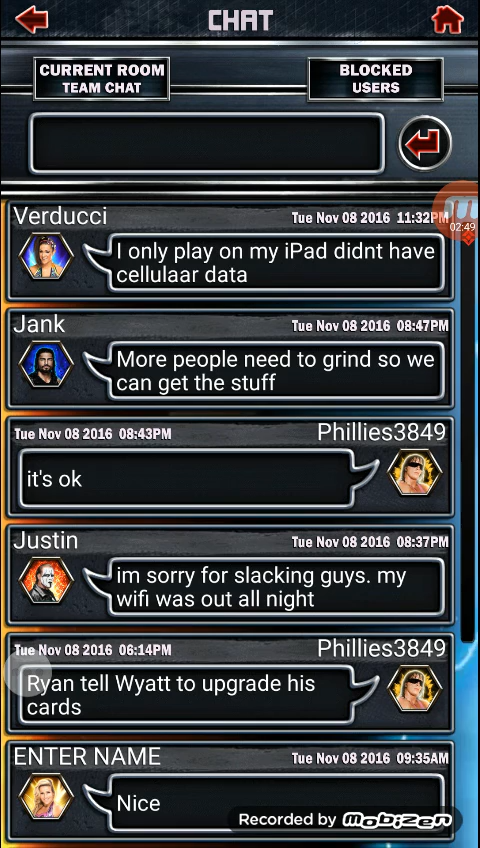 CHAT
CURRENT ROOM
TEAM CHAT
BLOCKED
USERS
Verducci
Tue Nov 08 2016 11:32PM
02:49
I only play on my iPad didnt have
cellulaar data
Jank
Tue Nov 08 2016 08:47PM
More people need to grind so we
can get the stuff
Tue Nov 08 2016 08:43PM
Phillies3849
it's ok
Justin
Tue Nov 08 2016 08:37PM
im sorry for slacking guys. my
wifi was out all night
Tue Nov 08 2016 06:14PM
Phillies3849
Ryan tell Wyatt to upgrade his
cards
ENTER NAME
Tue Nov 08 2016 09:35AM
Nice
Recorded by Mobizen